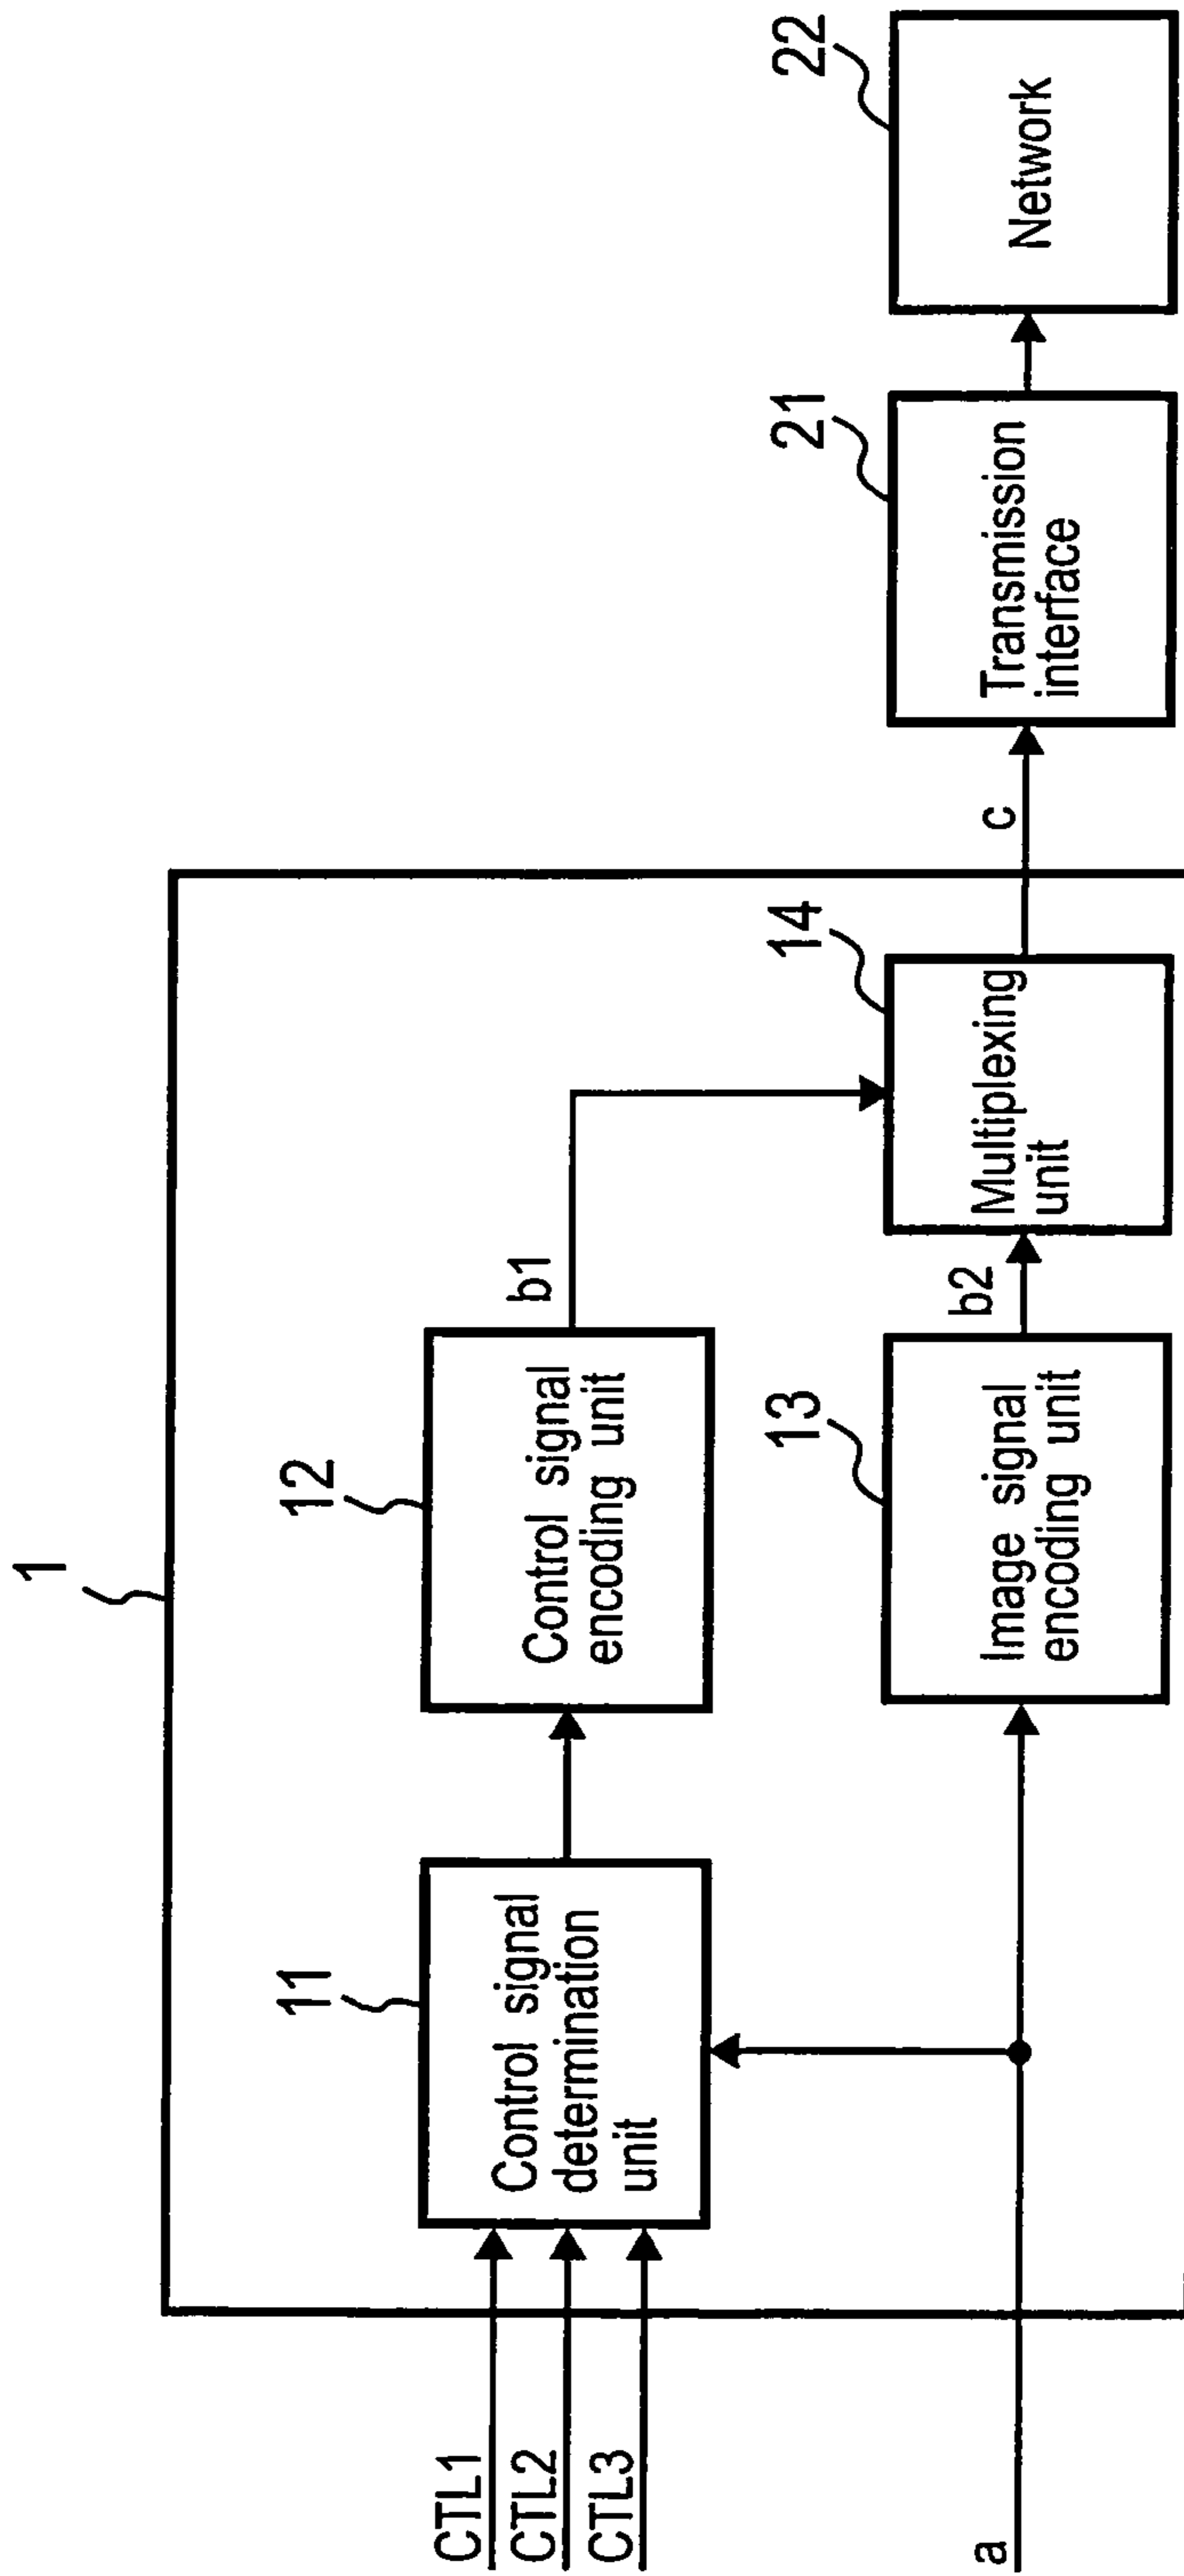 1
11
Control signal
determination
unit
12
Control signal
encoding unit
b1
CTL1
CTL2
CTL3
13
Image signal
encoding unit
b2
14
Multiplexing
unit
c
21
Transmission
interface
22
Network
a